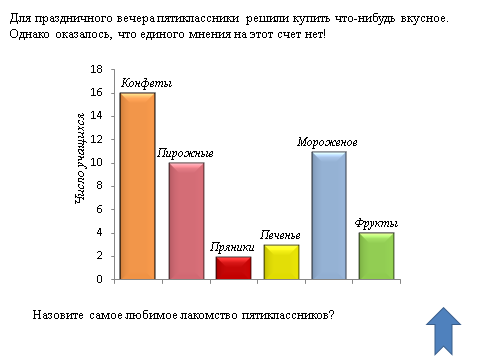 Для праздничного вечера пятиклассники решили купить что-нибудь вкусное.
Однако оказалось, что единого мнения на этот счет нет!
18
16
14
12
10
8
6
4
2
0
Число учащихся
Конфеты
Пирожные
Пряники
Печенье
Мороженое
Фрукты
Назовите самое любимое лакомство пятиклассников?